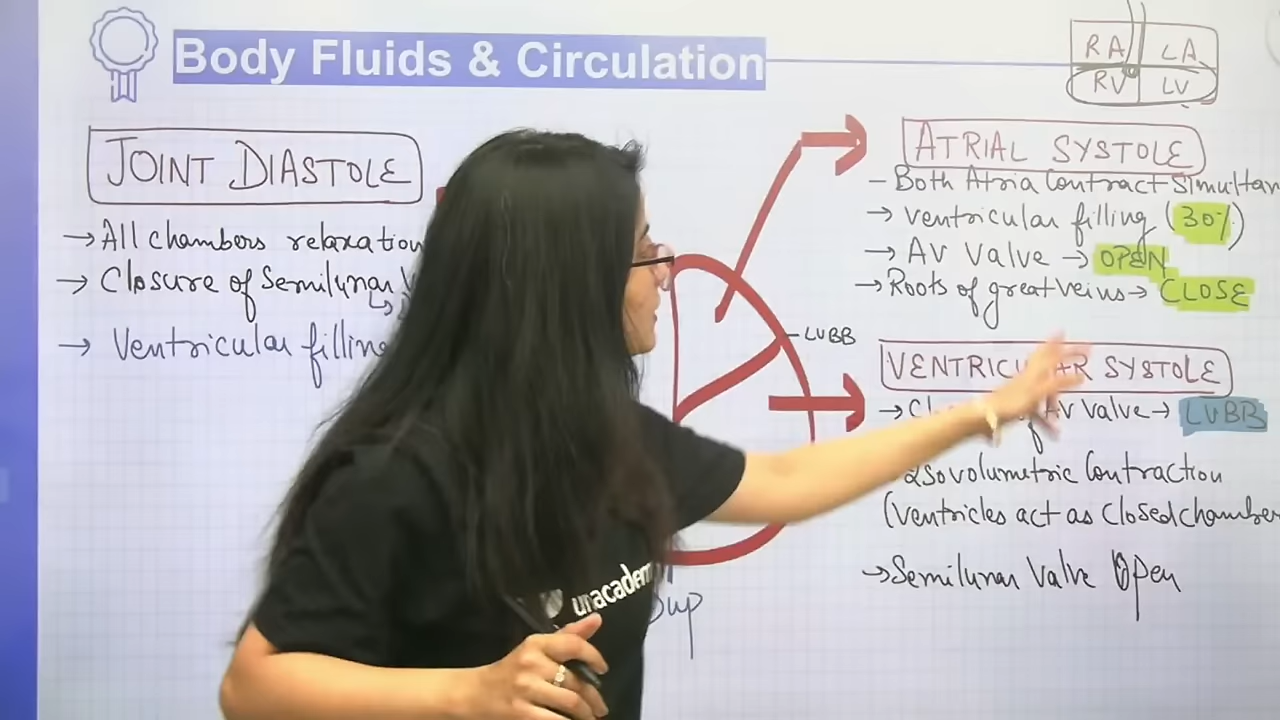 Body Fluids & Circulation
RA LA
RV LV
JOINT DIASTOLE
→ All chambers relaxation
→ Closure of Semilunar
→ Ventricular filling
LUBB
Dup
ATRIAL SYSTOLE
- Both Atria Contract Simultan
→ Ventricular filling (30%)
→ AV Valve → OPEN
→ Roots of great veins → CLOSE
VENTRICULAR SYSTOLE
→ AV Valve → LUBB
Isovolumetric Contraction
(Ventricles act as Closed chamber
→ Semilunar Valve Open
unacadem